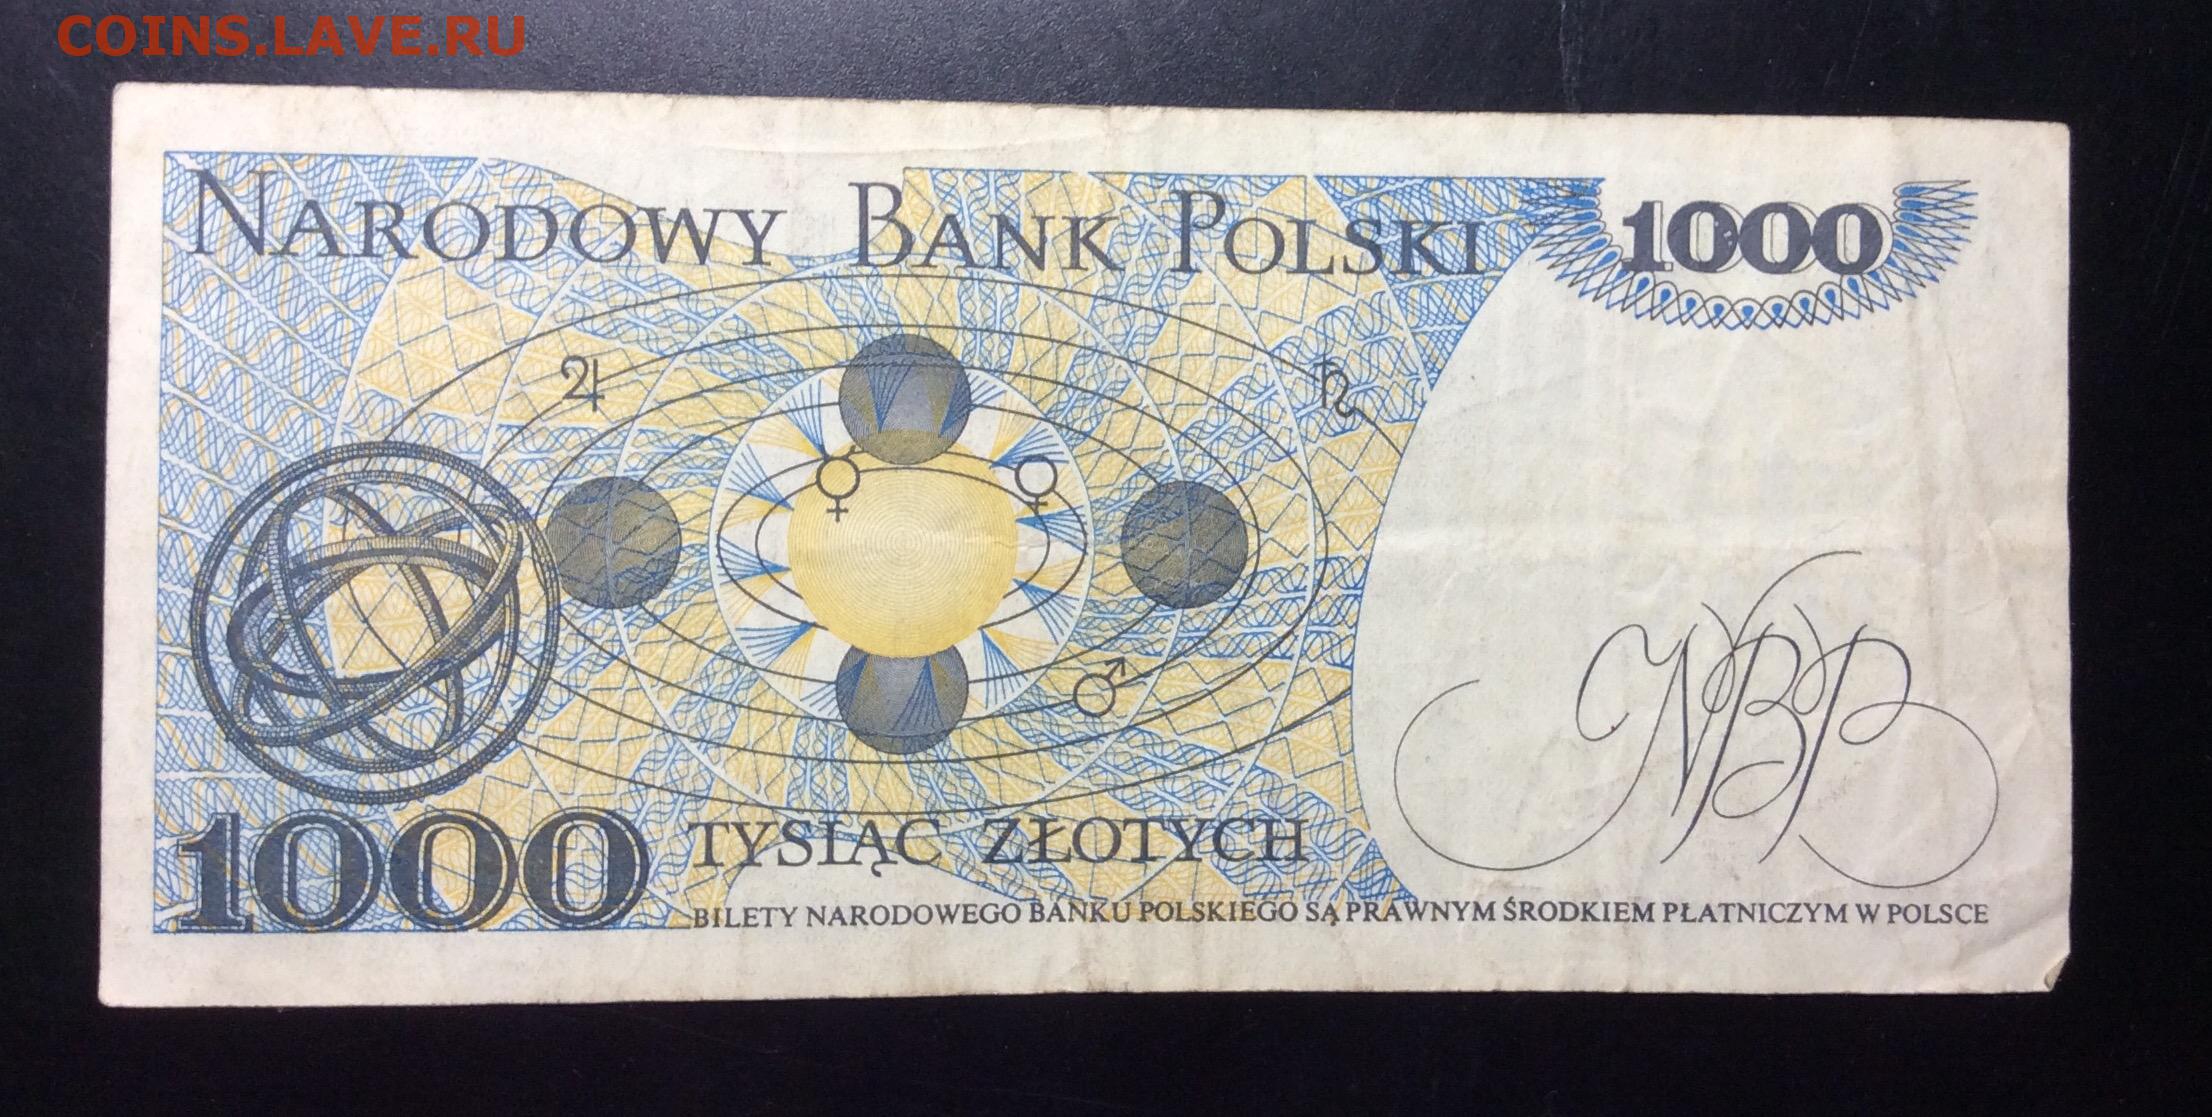 COINS.LAVE.RU
NARODOWY BANK POLSKI
1000
NBP
1000 TYSIĄC ZŁOTYCH
BILETY NARODOWEGO BANKU POLSKIEGO SĄ PRAWNYM ŚRODKIEM PŁATNICZYM W POLSCE